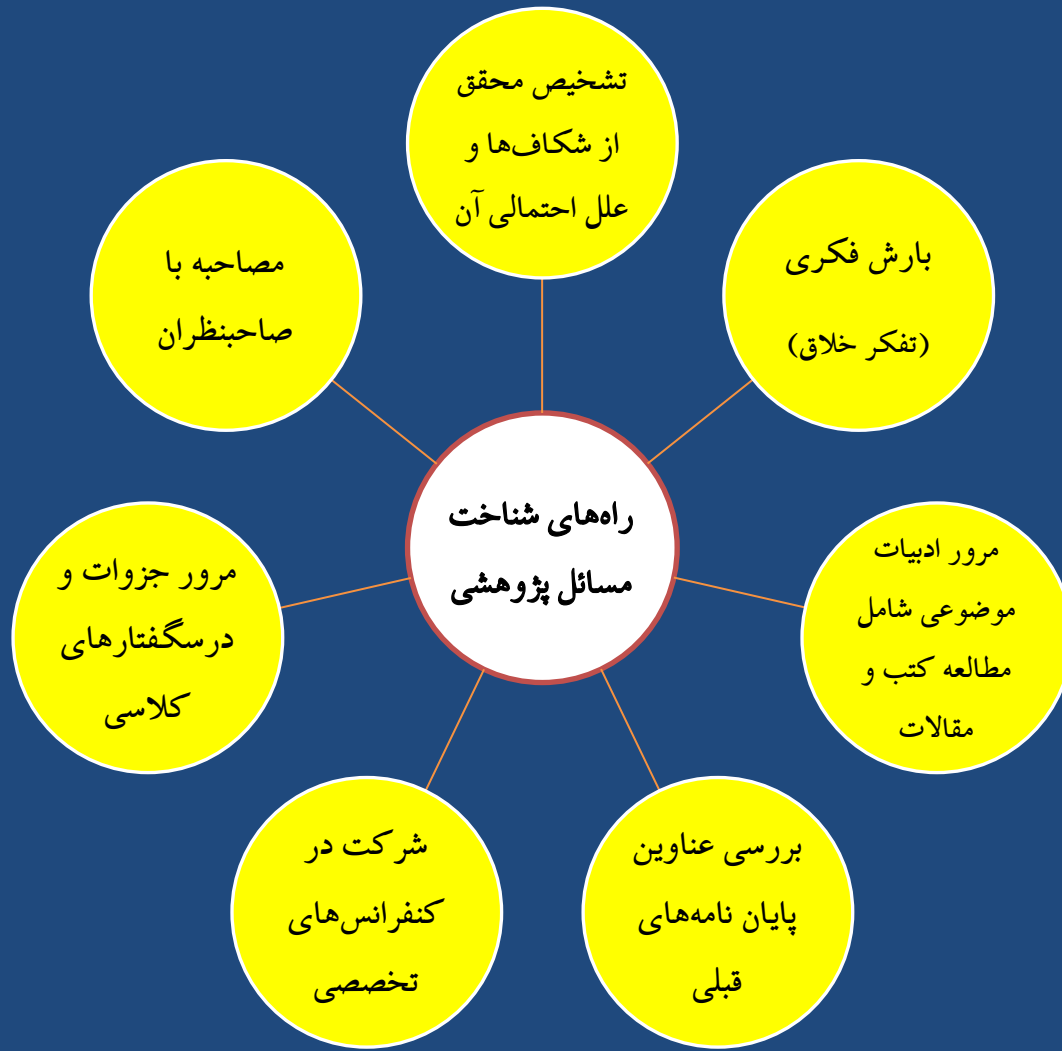 تشخیص محقق
از شکاف‌ها و
علل احتمالی آن
بارش فکری
(تفکر خلاق)
مرور ادبیات
موضوعی شامل
مطالعه کتب و
مقالات
بررسی عناوین
پایان نامه‌های
قبلی
شرکت در
کنفرانس‌های
تخصصی
مرور جزوات و
درسگفتارهای
کلاسی
مصاحبه با
صاحبنظران
راه‌های شناخت
مسائل پژوهشی